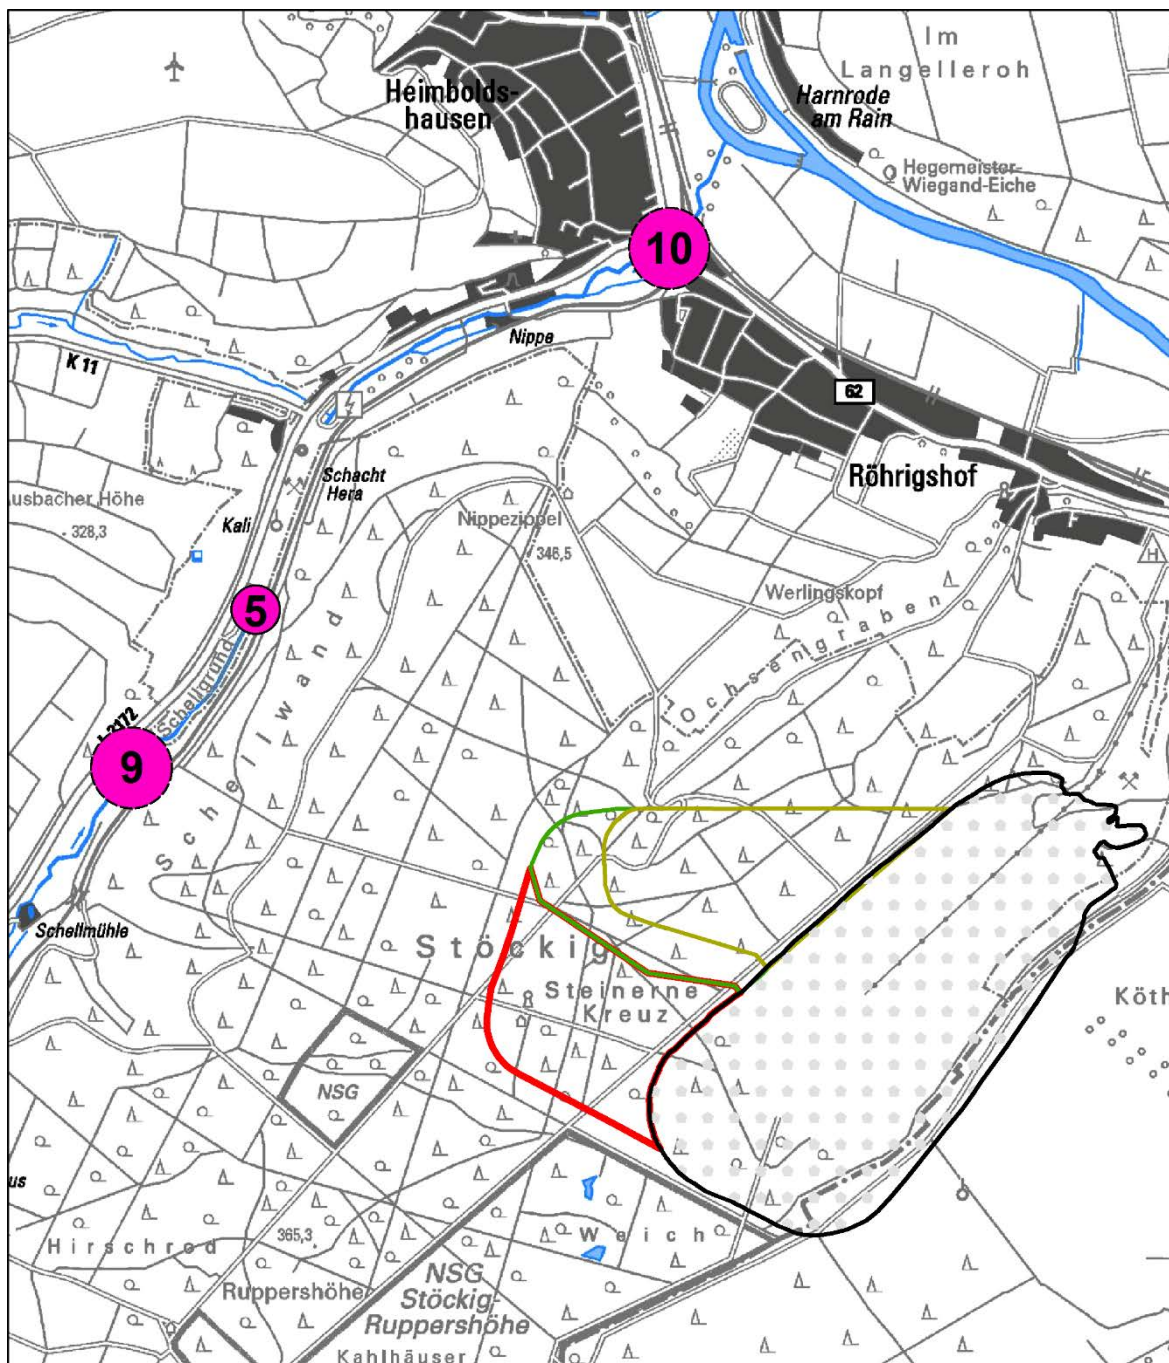 Im
Langelleroh
Heimbolds-
hausen
Harnrode
am Rain
Hegemeister-
Wiegand-Eiche
10
Nippe
K 11
62
Schacht
Hera
Röhrigshof
usbacher Höhe
328,3
Kali
Nippezippel
346,5
H
F
Werlingskopf
Ochsengraben
5
Schellgrund
Schellwand
L 2172
9
Schellmühle
Stöckig
Steinerne
Kreuz
Köth
NSG
us
Hirschrod
365,3
Weich
Ruppershöhe
NSG
Stöckig-
Ruppershöhe
Kahlhäuser